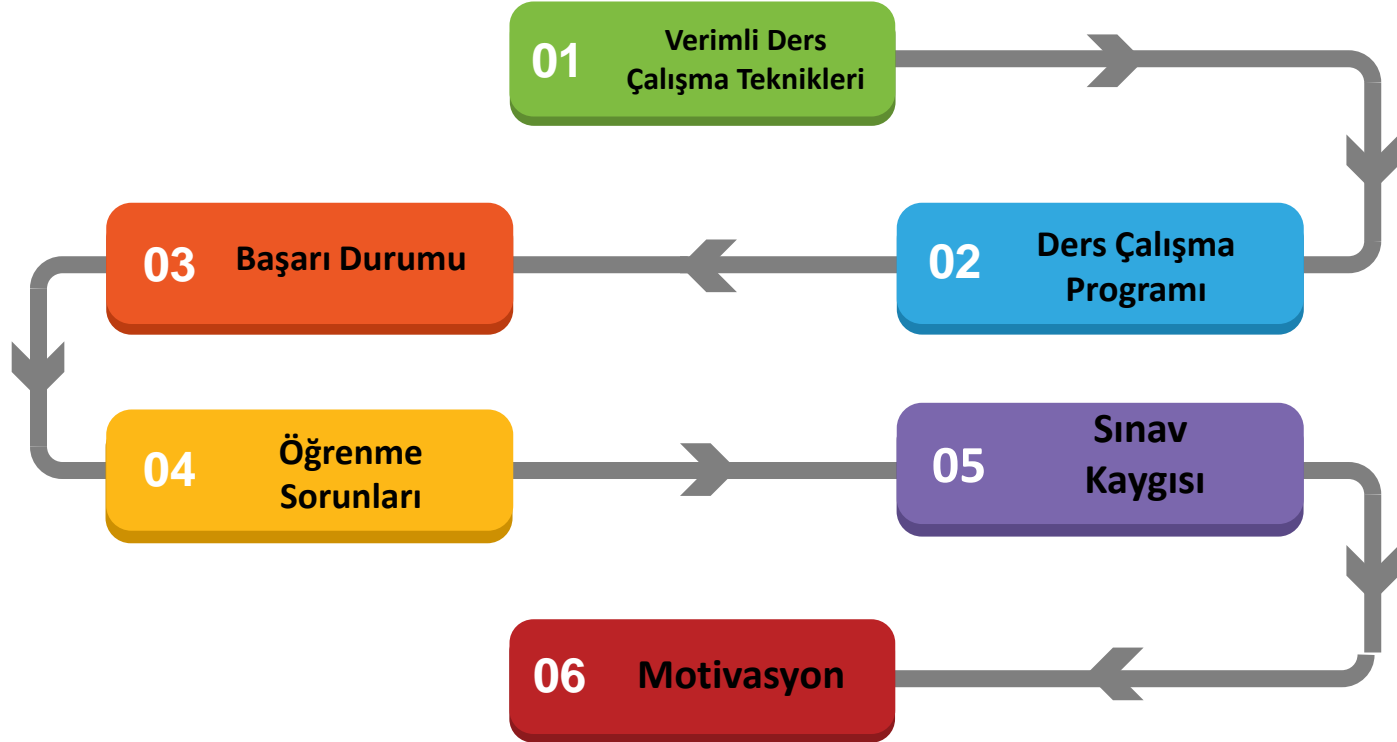 01
Verimli Ders
Çalışma Teknikleri
02
Ders Çalışma
Programı
03
Başarı Durumu
04
Öğrenme
Sorunları
05
Sınav
Kaygısı
06
Motivasyon